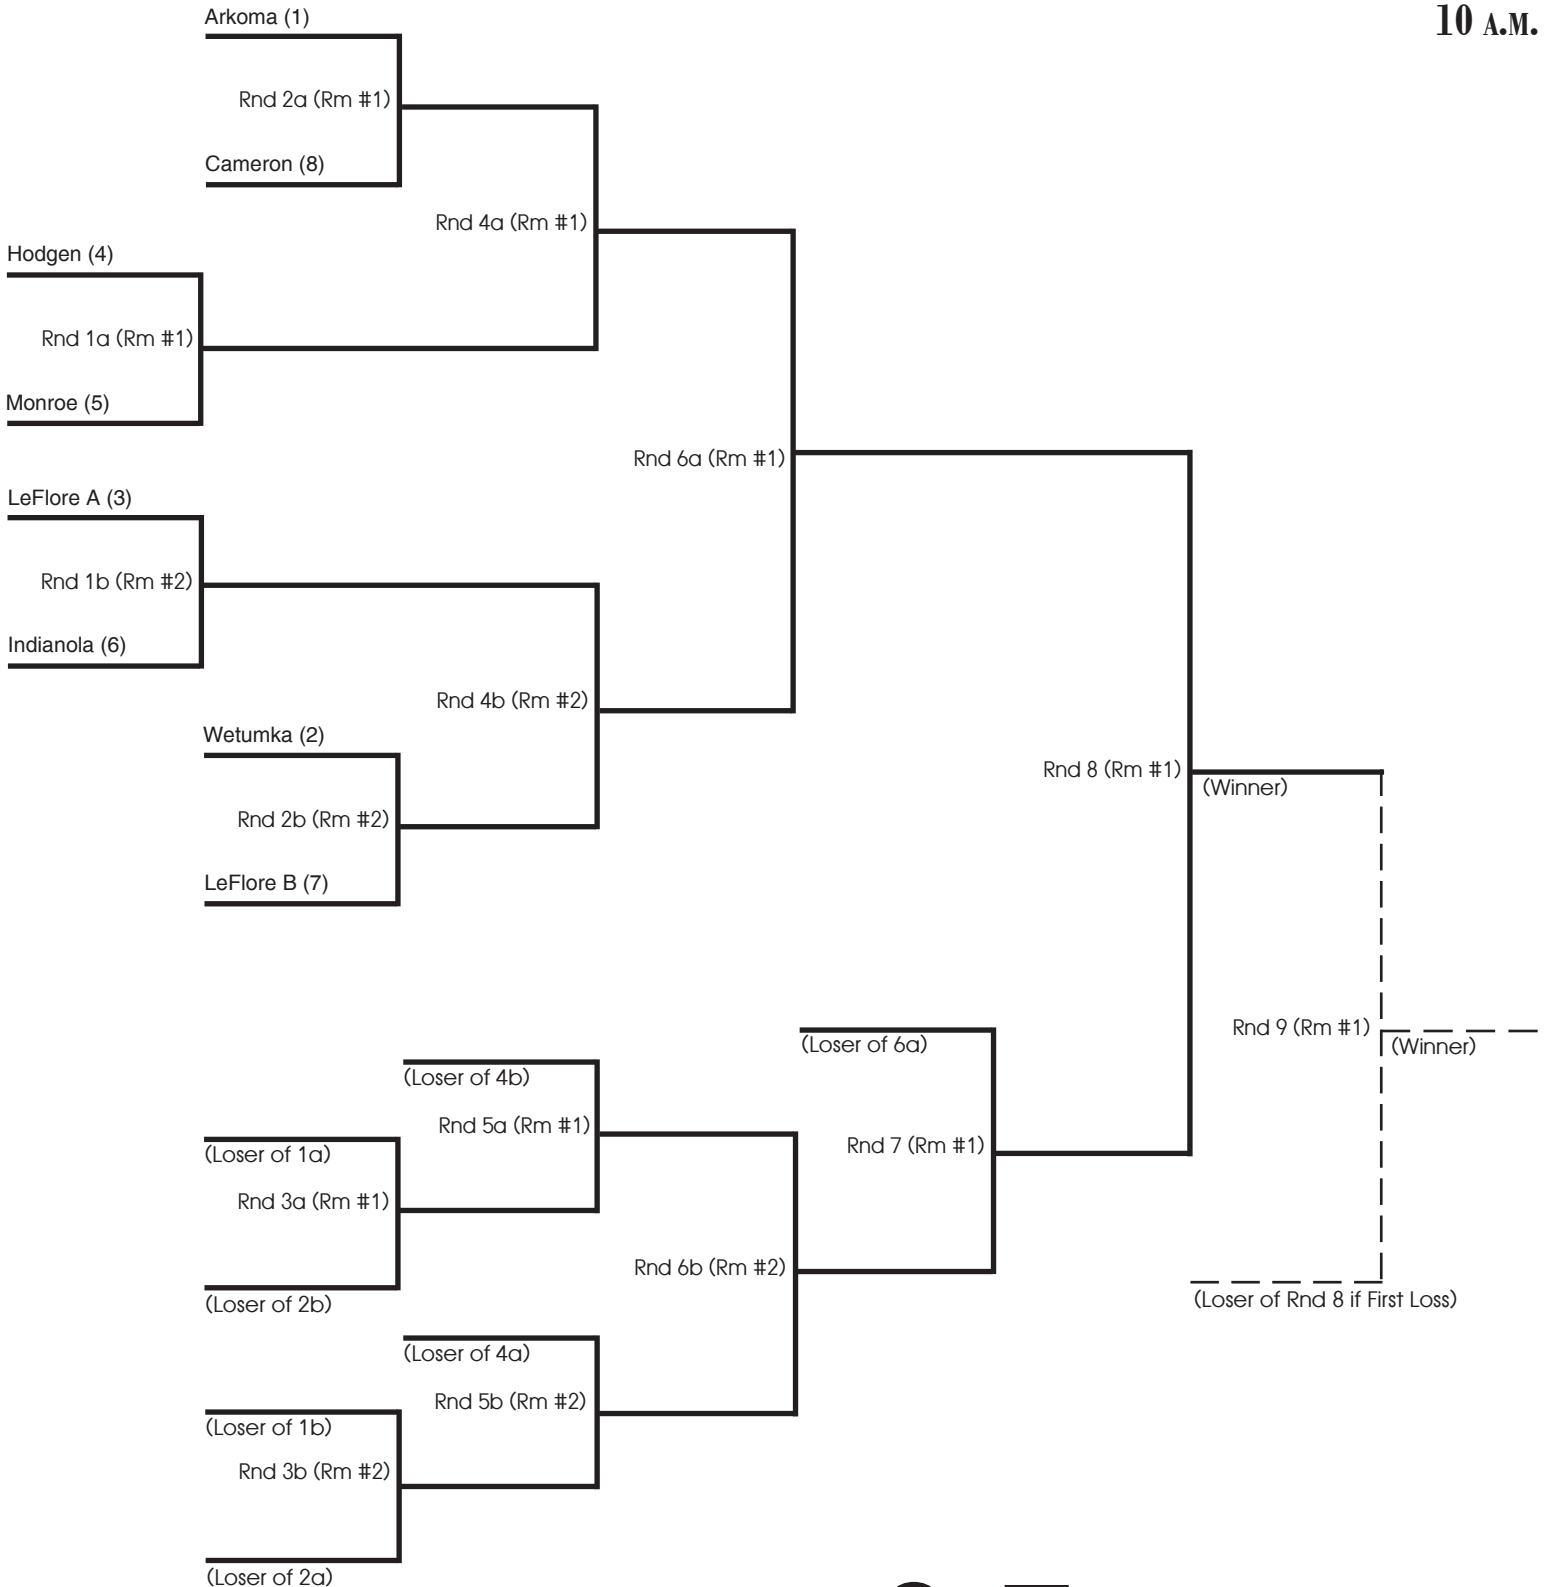 Arkoma (1)
10 A.M.
Rnd 2a (Rm #1)
Cameron (8)
Rnd 4a (Rm #1)
Hodgen (4)
Rnd 1a (Rm #1)
Monroe (5)
Rnd 6a (Rm #1)
LeFlore A (3)
Rnd 1b (Rm #2)
Indianola (6)
Rnd 4b (Rm #2)
Wetumka (2)
Rnd 8 (Rm #1)
(Winner)
Rnd 2b (Rm #2)
LeFlore B (7)
Rnd 9 (Rm #1)
(Winner)
(Loser of 6a)
(Loser of 4b)
Rnd 5a (Rm #1)
Rnd 7 (Rm #1)
(Loser of 1a)
Rnd 3a (Rm #1)
Rnd 6b (Rm #2)
(Loser of 2b)
(Loser of Rnd 8 if First Loss)
(Loser of 4a)
Rnd 5b (Rm #2)
(Loser of 1b)
Rnd 3b (Rm #2)
(Loser of 2a)